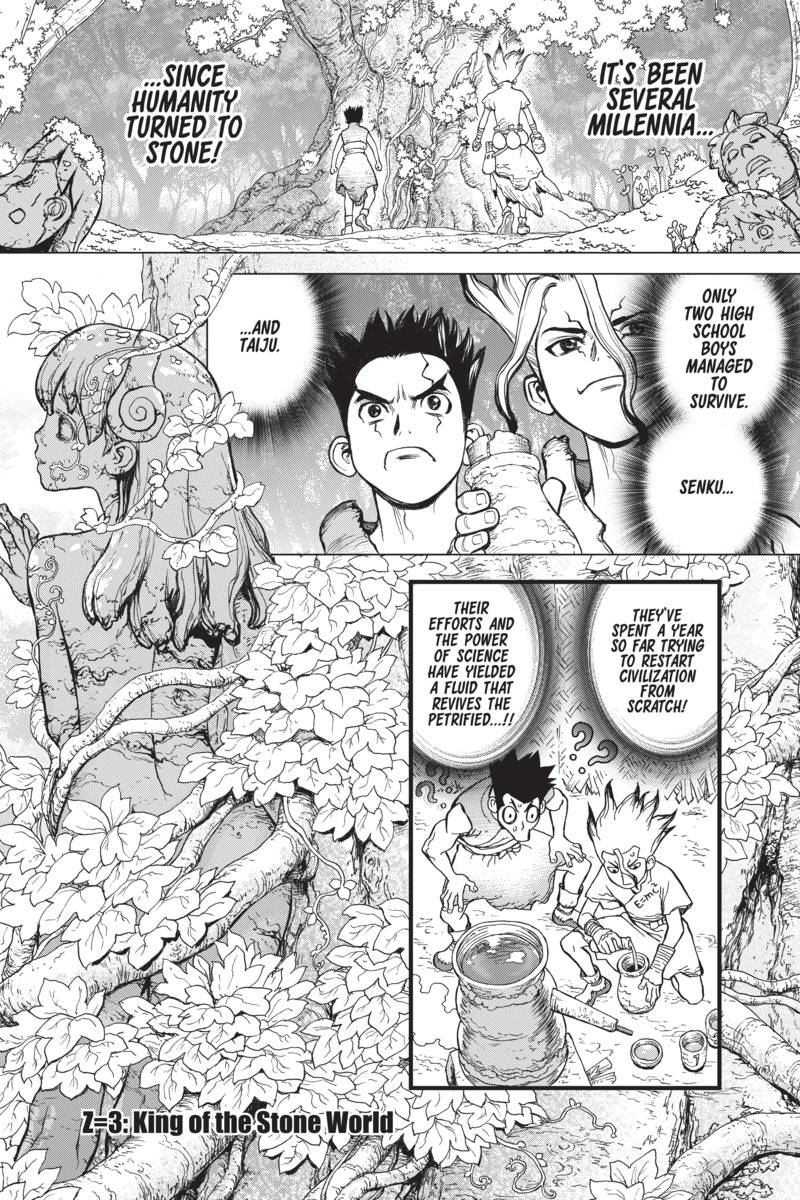 IT'S BEEN
SEVERAL
MILLENNIA...
...SINCE
HUMANITY
TURNED TO
STONE!
ONLY
TWO HIGH
SCHOOL
BOYS
MANAGED
TO
SURVIVE.
SENKU...
...AND
TAIJU.
THEY'VE
SPENT A YEAR
SO FAR TRYING
TO RESTART
CIVILIZATION
FROM
SCRATCH!
THEIR
EFFORTS AND
THE POWER
OF SCIENCE
HAVE YIELDED
A FLUID THAT
REVIVES THE
PETRIFIED...!!
??
??
E=mc²
Z=3: King of the Stone World